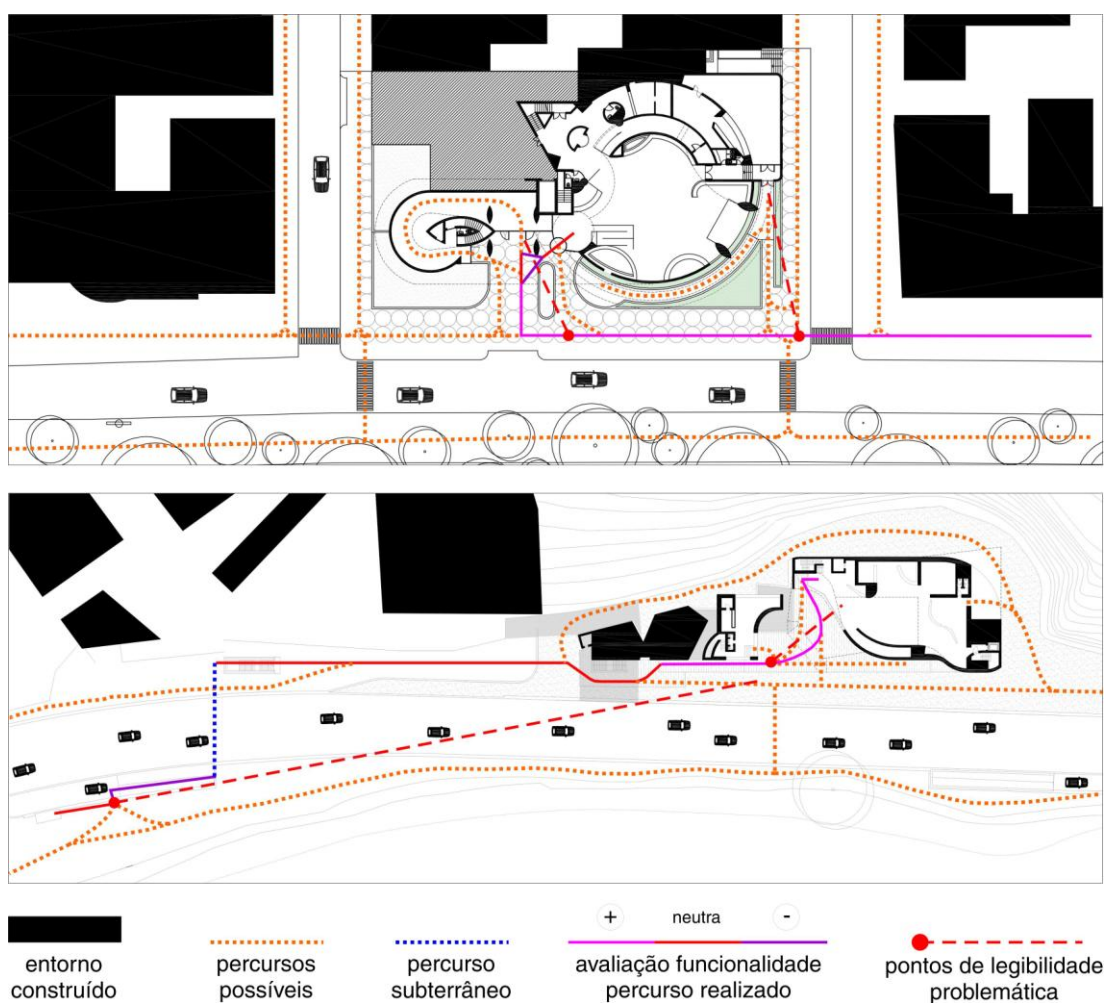 + neutra -
entorno
construído
percursos
possíveis
percurso
subterrâneo
avaliação funcionalidade
percurso realizado
pontos de legibilidade
problemática